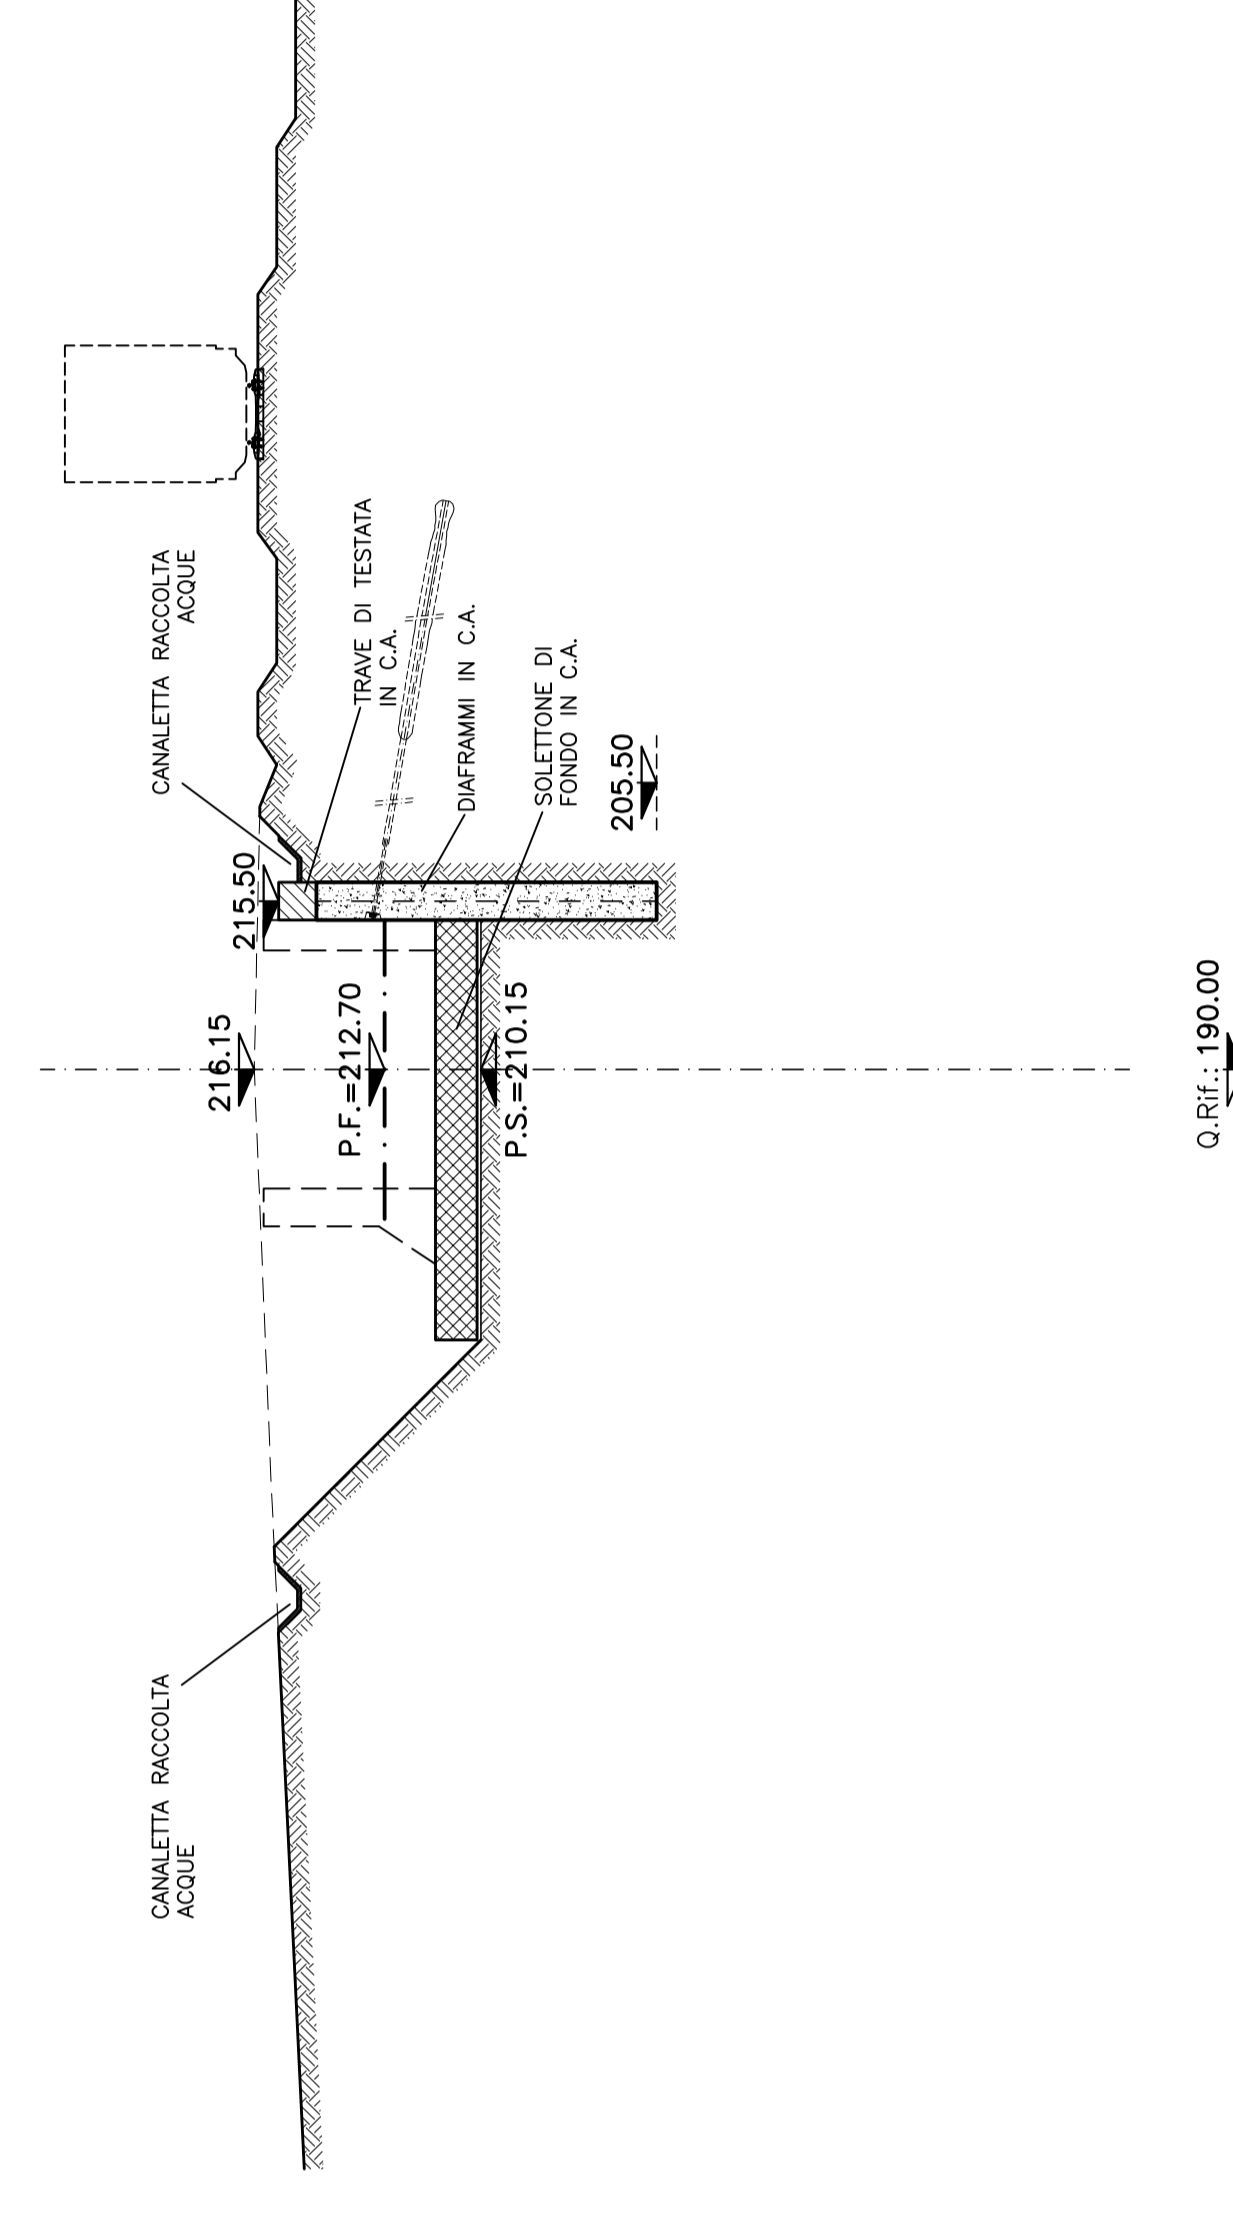 CANALETTA RACCOLTA
ACQUE
216.15
215.50
CANALETTA RACCOLTA
ACQUE
P.F.=212.70
TRAVE DI TESTATA
IN C.A.
DIAFRAMMI IN C.A.
P.S.=210.15
SOLETTONE DI
FONDO IN C.A.
205.50
Q.Rif.: 190.00